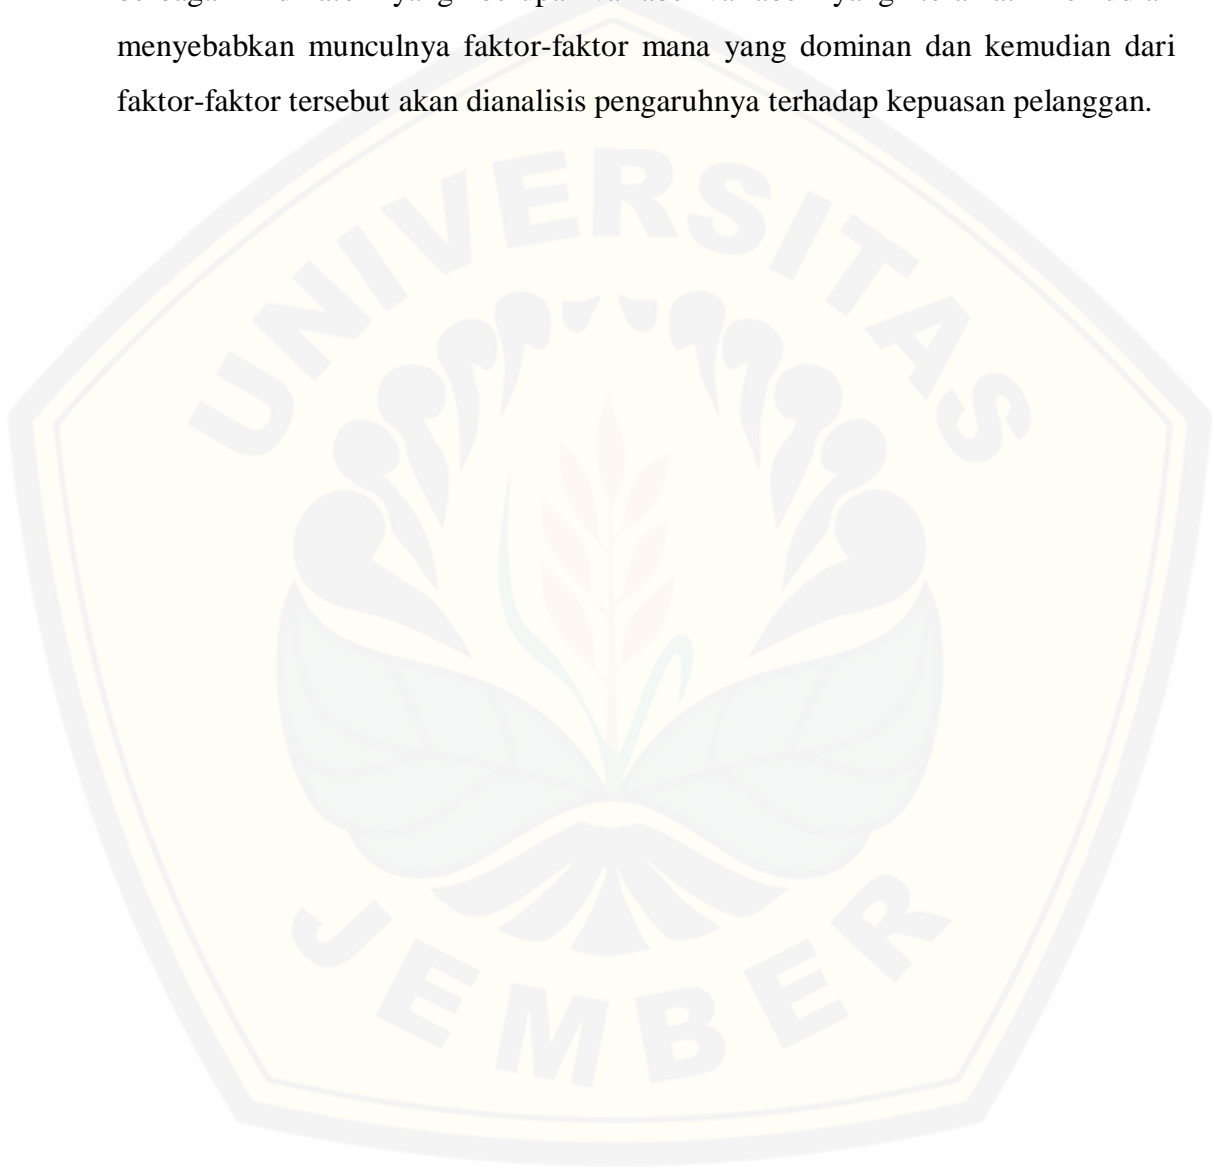 menyebabkan munculnya faktor-faktor mana yang dominan dan kemudian dari
faktor-faktor tersebut akan dianalisis pengaruhnya terhadap kepuasan pelanggan.
UNIVERSITAS
JEMBER